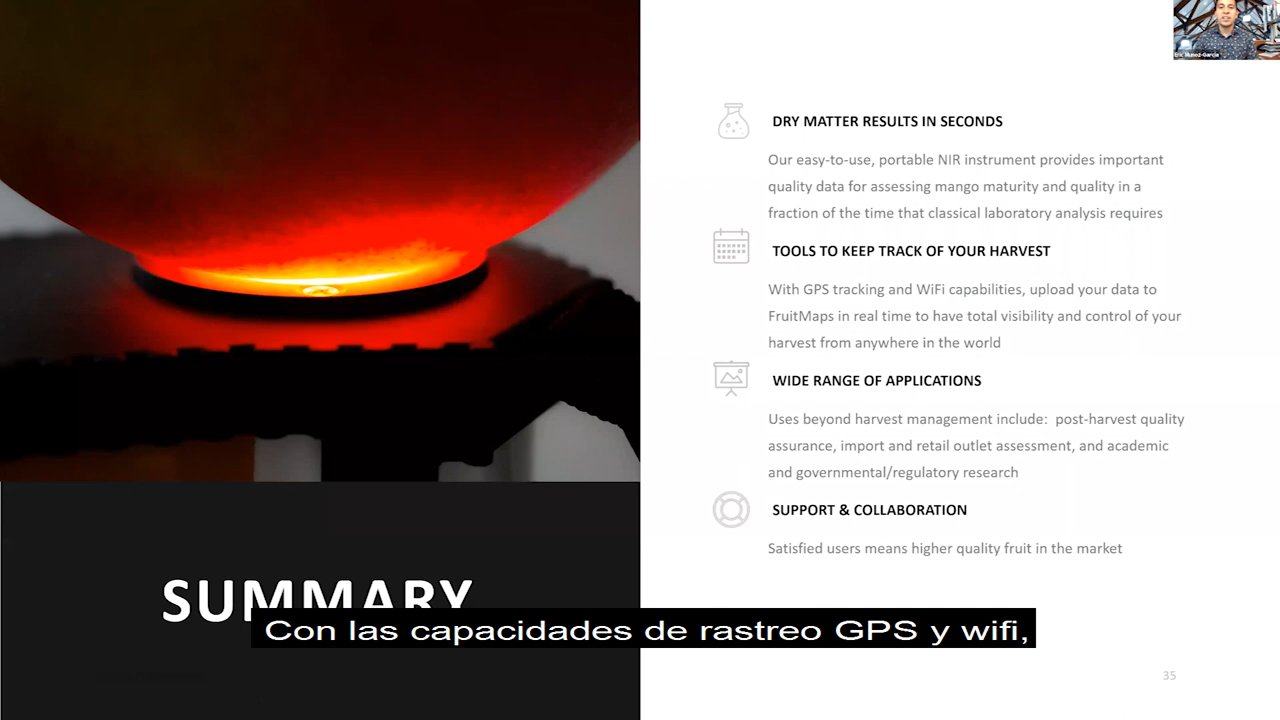 Eric Munoz-Garcia
DRY MATTER RESULTS IN SECONDS
Our easy-to-use, portable NIR instrument provides important
quality data for assessing mango maturity and quality in a
fraction of the time that classical laboratory analysis requires
TOOLS TO KEEP TRACK OF YOUR HARVEST
With GPS tracking and WiFi capabilities, upload your data to
FruitMaps in real time to have total visibility and control of your
harvest from anywhere in the world
WIDE RANGE OF APPLICATIONS
Uses beyond harvest management include: post-harvest quality
assurance, import and retail outlet assessment, and academic
and governmental/regulatory research
SUPPORT & COLLABORATION
Satisfied users means higher quality fruit in the market
SUMMARY
Con las capacidades de rastreo GPS y wifi,
35